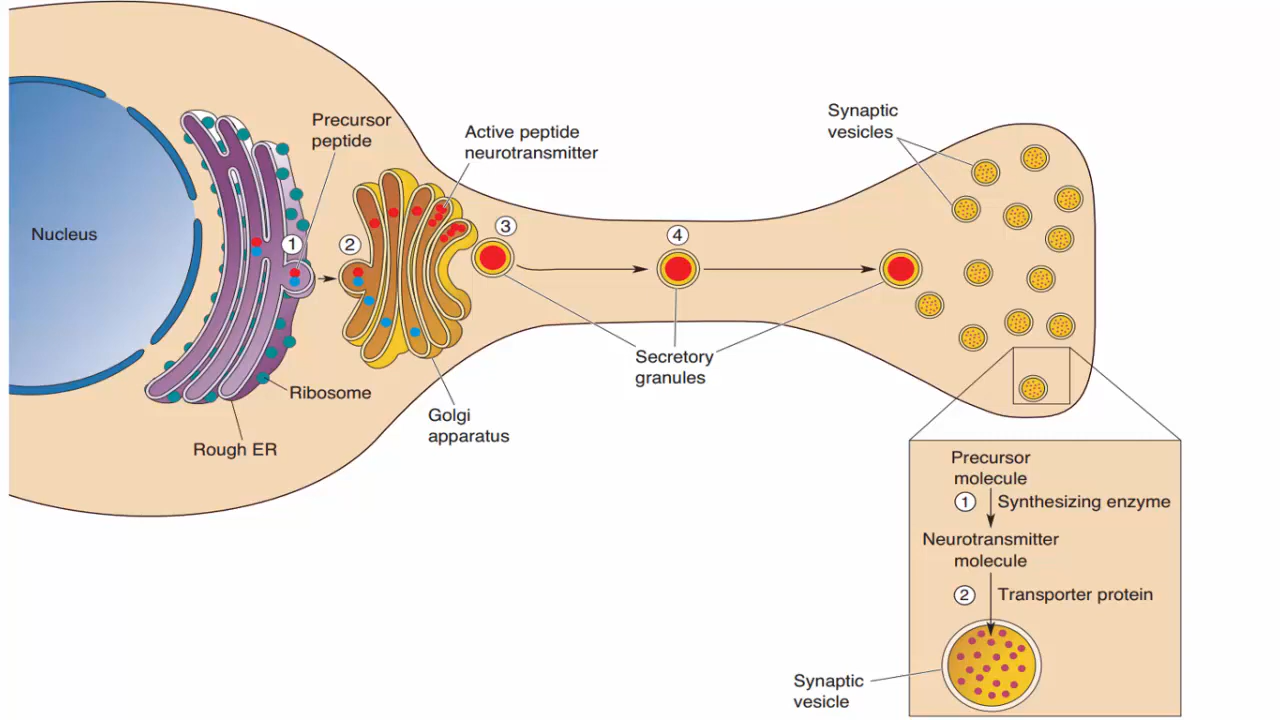 Precursor
peptide
Active peptide
neurotransmitter
Synaptic
vesicles
Nucleus
1
2
3
4
Secretory
granules
Ribosome
Golgi
apparatus
Rough ER
Precursor
molecule
1 Synthesizing enzyme
Neurotransmitter
molecule
2 Transporter protein
Synaptic
vesicle